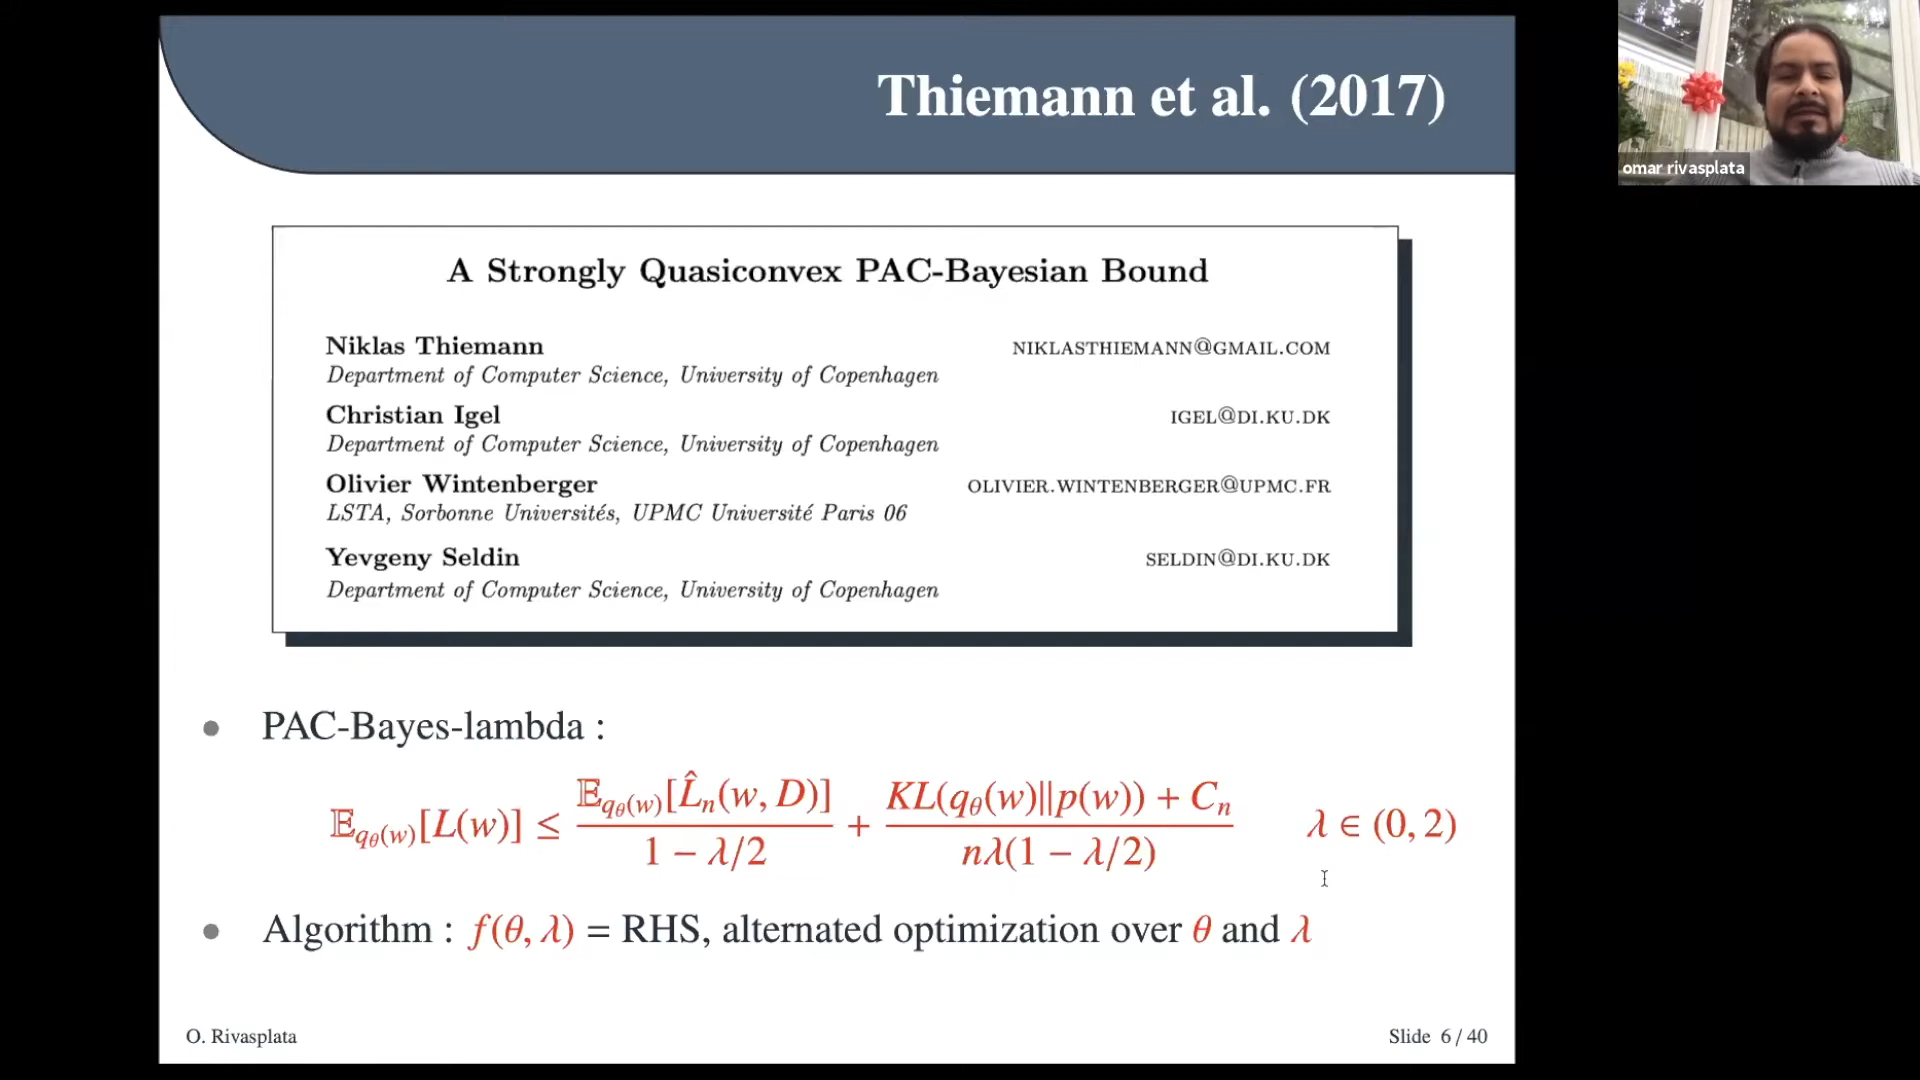 Thiemann et al. (2017)
omar rivasplata
A Strongly Quasiconvex PAC-Bayesian Bound
Niklas Thiemann NIKLASTHIEMANN@GMAIL.COM
Department of Computer Science, University of Copenhagen
Christian Igel IGEL@DI.KU.DK
Department of Computer Science, University of Copenhagen
Olivier Wintenberger OLIVIER.WINTENBERGER@UPMC.FR
LSTA, Sorbonne Universités, UPMC Université Paris 06
Yevgeny Seldin SELDIN@DI.KU.DK
Department of Computer Science, University of Copenhagen
• PAC-Bayes-lambda :
𝔼_{q_θ(w)}[L(w)] ≤ \frac{𝔼_{q_θ(w)}[\hat{L}_n(w, D)]}{1 − λ/2} + \frac{KL(q_θ(w)||p(w)) + C_n}{nλ(1 − λ/2)} λ ∈ (0, 2)
• Algorithm : f(θ, λ) = RHS, alternated optimization over θ and λ
O. Rivasplata Slide 6 / 40